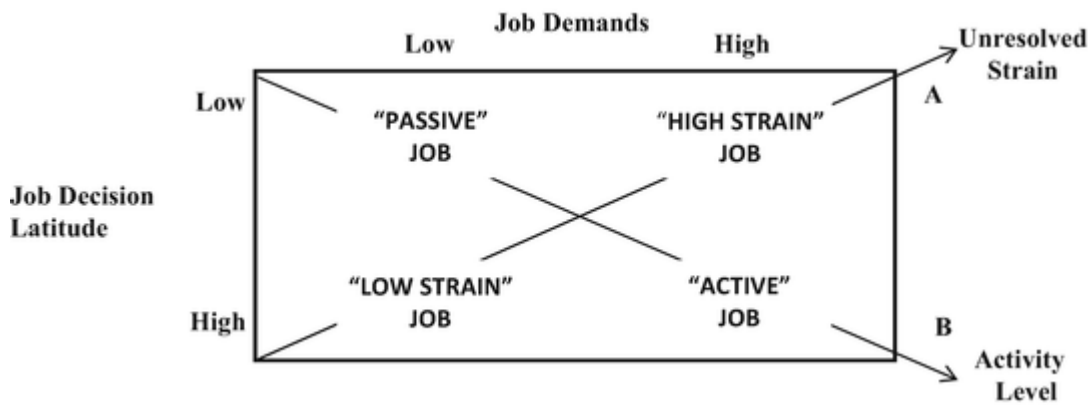 Job Demands
Low High
Unresolved
Strain
Low
A
“PASSIVE”
JOB
“HIGH STRAIN”
JOB
Job Decision
Latitude
“LOW STRAIN”
JOB
“ACTIVE”
JOB
High
B
Activity
Level